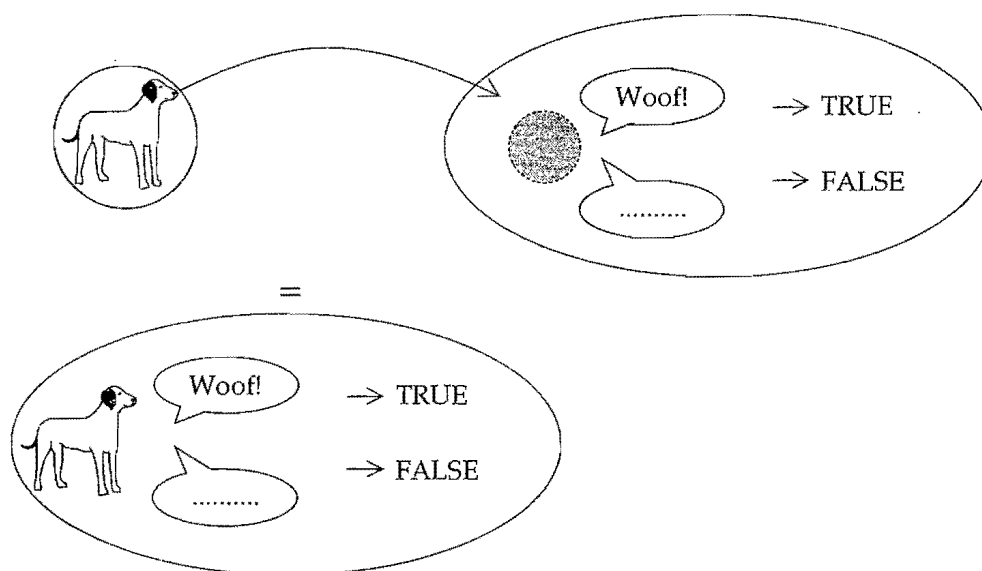 Woof! → TRUE
.......... → FALSE
=
Woof! → TRUE
.......... → FALSE